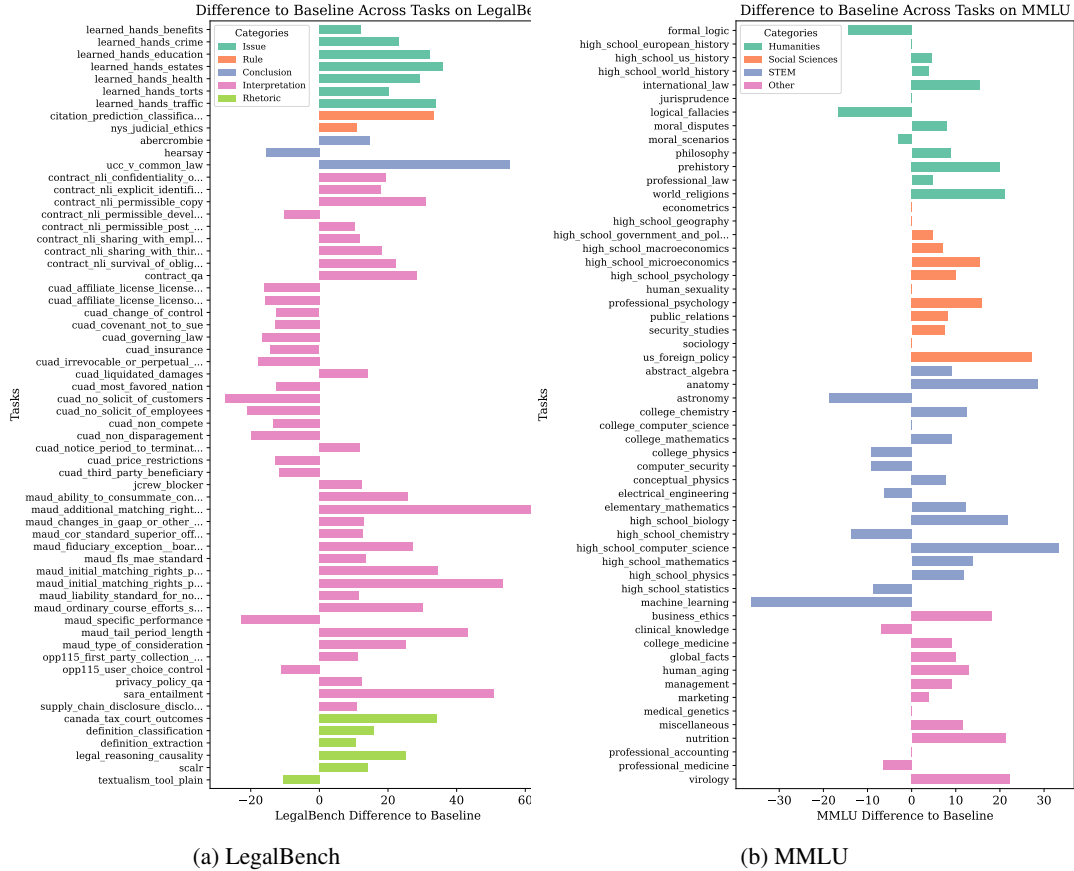 Difference to Baseline Across Tasks on LegalBe
learned_hands_benefits
learned_hands_crime
learned_hands_education
learned_hands_estates
learned_hands_health
learned_hands_torts
learned_hands_traffic
citation_prediction_classifica...
nys_judicial_ethics
abercrombie
hearsay
ucc_v_common_law
contract_nli_confidentiality_o...
contract_nli_explicit_identifi...
contract_nli_permissible_copy
contract_nli_permissible_devel...
contract_nli_permissible_post_...
contract_nli_sharing_with_empl...
contract_nli_sharing_with_thir...
contract_nli_survival_of_oblig...
contract_qa
cuad_affiliate_license_license...
cuad_affiliate_license_licenso...
cuad_change_of_control
cuad_covenant_not_to_sue
cuad_governing_law
cuad_insurance
cuad_irrevocable_or_perpetual_...
cuad_liquidated_damages
cuad_most_favored_nation
cuad_no_solicit_of_customers
cuad_no_solicit_of_employees
cuad_non_compete
cuad_non_disparagement
cuad_notice_period_to_terminat...
cuad_price_restrictions
cuad_third_party_beneficiary
jcrew_blocker
maud_ability_to_consummate_con...
maud_additional_matching_right...
maud_changes_in_gaap_or_other_...
maud_cor_standard_superior_off...
maud_fiduciary_exception__boar...
maud_fls_mae_standard
maud_initial_matching_rights_p...
maud_initial_matching_rights_p...
maud_liability_standard_for_no...
maud_ordinary_course_efforts_s...
maud_specific_performance
maud_tail_period_length
maud_type_of_consideration
opp115_first_party_collection_...
opp115_user_choice_control
privacy_policy_qa
sara_entailment
supply_chain_disclosure_disclo...
canada_tax_court_outcomes
definition_classification
definition_extraction
legal_reasoning_causality
scalr
textualism_tool_plain
Tasks
Categories
Issue
Rule
Conclusion
Interpretation
Rhetoric
−20 0 20 40 60
LegalBench Difference to Baseline
(a) LegalBench
Difference to Baseline Across Tasks on MMLU
formal_logic
high_school_european_history
high_school_us_history
high_school_world_history
international_law
jurisprudence
logical_fallacies
moral_disputes
moral_scenarios
philosophy
prehistory
professional_law
world_religions
econometrics
high_school_geography
high_school_government_and_pol...
high_school_macroeconomics
high_school_microeconomics
high_school_psychology
human_sexuality
professional_psychology
public_relations
security_studies
sociology
us_foreign_policy
abstract_algebra
anatomy
astronomy
college_chemistry
college_computer_science
college_mathematics
college_physics
computer_security
conceptual_physics
electrical_engineering
elementary_mathematics
high_school_biology
high_school_chemistry
high_school_computer_science
high_school_mathematics
high_school_physics
high_school_statistics
machine_learning
business_ethics
clinical_knowledge
college_medicine
global_facts
human_aging
management
marketing
medical_genetics
miscellaneous
nutrition
professional_accounting
professional_medicine
virology
Tasks
Categories
Humanities
Social Sciences
STEM
Other
−30 −20 −10 0 10 20 30
MMLU Difference to Baseline
(b) MMLU